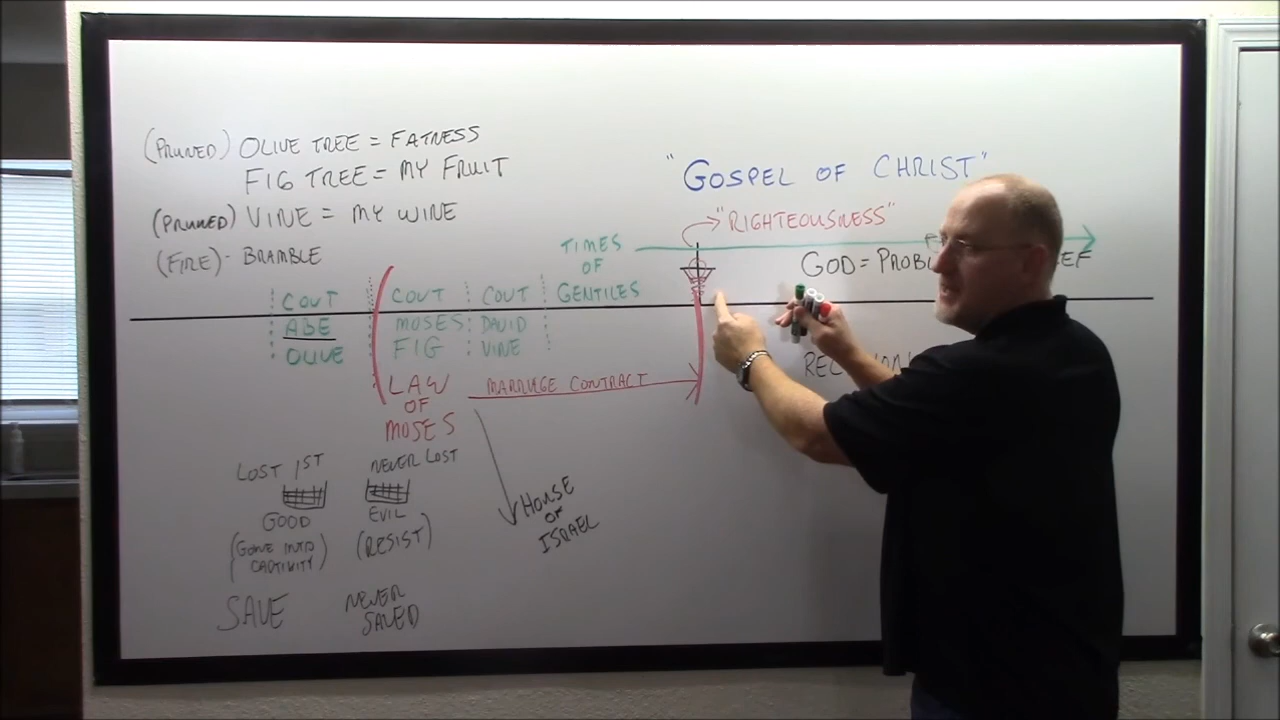 (PRUNED) OLIVE TREE = FATNESS
FIG TREE = MY FRUIT
(PRUNED) VINE = MY WINE
(FIRE) - BRAMBLE
"GOSPEL OF CHRIST"
"RIGHTEOUSNESS"
TIMES
OF
GENTILES
GOD =
COVT
ABE
OLIVE
COVT
MOSES
FIG
COVT
DAVID
VINE
LAW
OF
MOSES
MARRIAGE CONTRACT
LOST 1ST
GOOD
(GONE INTO
CAPTIVITY)
SAVE
NEVER LOST
EVIL
(RESIST)
NEVER
SAVED
HOUSE
OF
ISRAEL